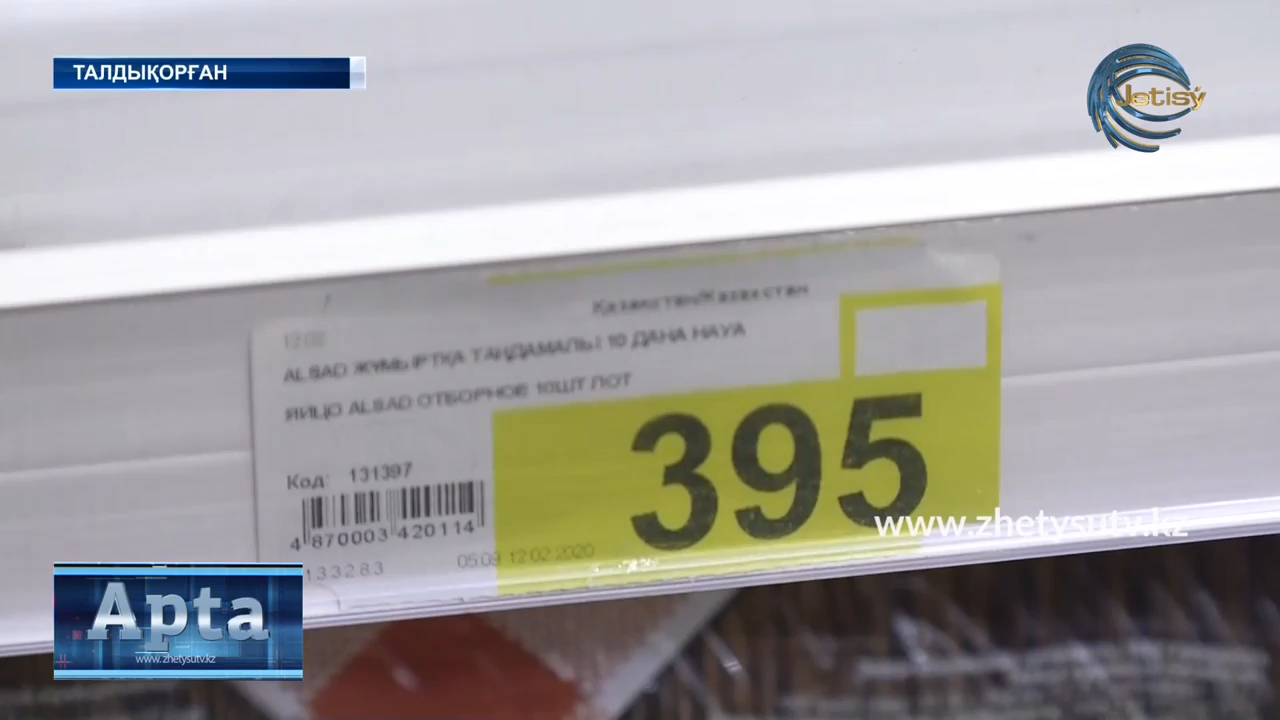 ТАЛДЫҚОРҒАН
Jetisý
Қазақстан/Казахстан
ALSAD ЖҰМЫРТҚА ТАҢДАМАЛЫ 10 ДАНА НАУА
ЯЙЦО ALSAD ОТБОРНОЕ 10ШТ ЛОТ
395
Код: 131397
4 870003 420114
05:09 12 02 2020
133283
www.zhetysutv.kz
Apta
www.zhetysutv.kz